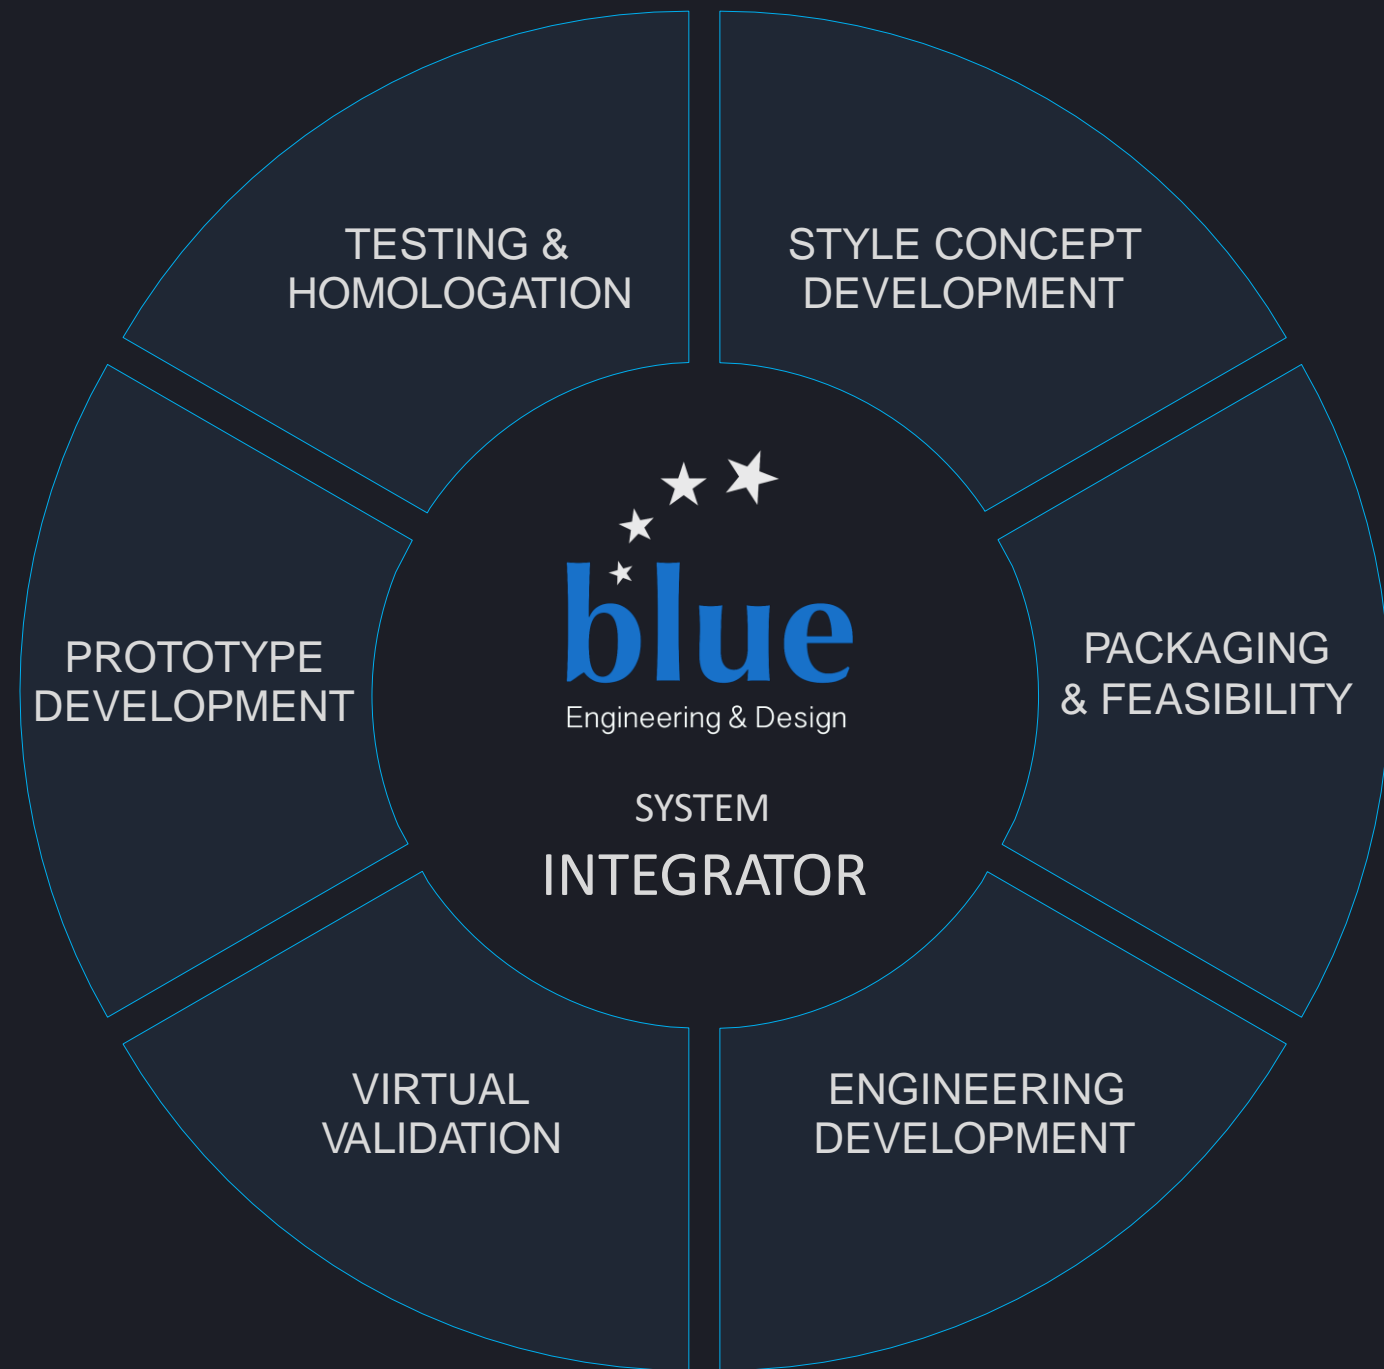 TESTING &
HOMOLOGATION
STYLE CONCEPT
DEVELOPMENT
PROTOTYPE
DEVELOPMENT
blue
Engineering & Design
SYSTEM
INTEGRATOR
PACKAGING
& FEASIBILITY
VIRTUAL
VALIDATION
ENGINEERING
DEVELOPMENT